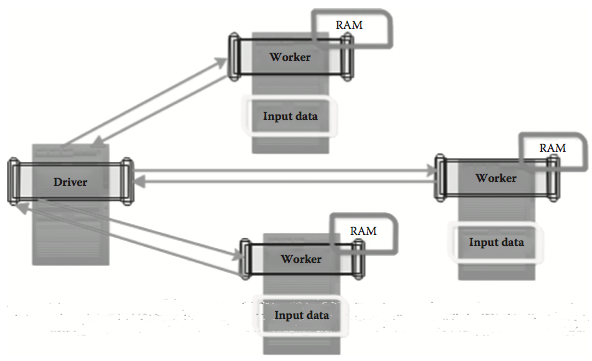 RAM
Worker
Input data
RAM
Worker
Input data
Driver
RAM
Worker
Input data